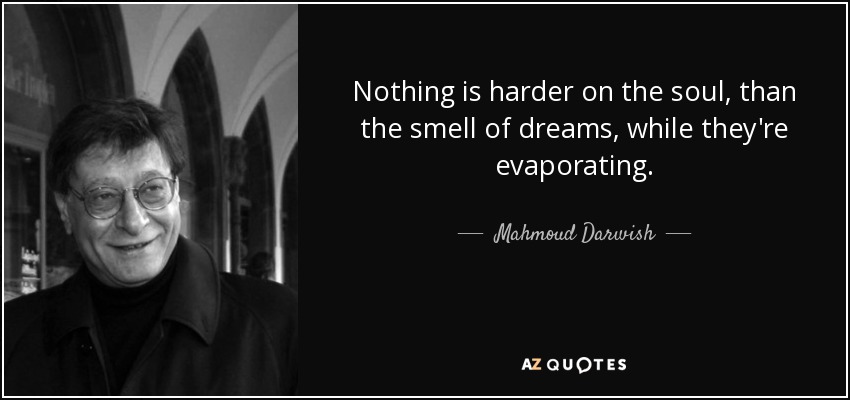 Nothing is harder on the soul, than
the smell of dreams, while they're
evaporating.
Mahmoud Darwish
AZ QUOTES